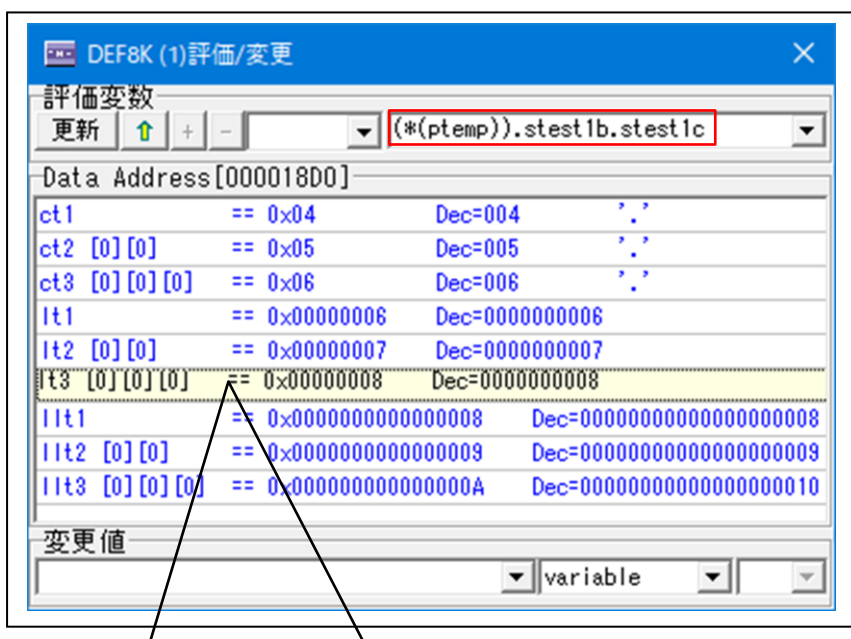 DEF8K (1)評価/変更
評価変数
更新 + - (*(ptemp)).stest1b.stest1c
Data Address[000018D0]
ct1 == 0x04 Dec=004 '.'
ct2 [0][0] == 0x05 Dec=005 '.'
ct3 [0][0][0] == 0x06 Dec=006 '.'
lt1 == 0x00000006 Dec=0000000006
lt2 [0][0] == 0x00000007 Dec=0000000007
lt3 [0][0][0] == 0x00000008 Dec=0000000008
llt1 == 0x0000000000000008 Dec=00000000000000000008
llt2 [0][0] == 0x0000000000000009 Dec=00000000000000000009
llt3 [0][0][0] == 0x000000000000000A Dec=00000000000000000010
変更値
variable